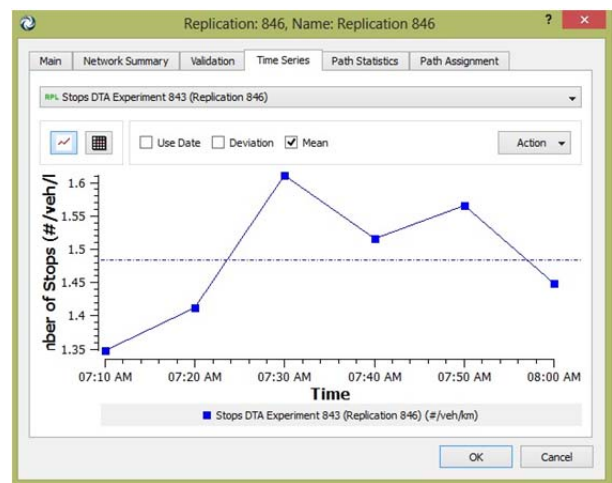 Replication: 846, Name: Replication 846
? ×
Main Network Summary Validation Time Series Path Statistics Path Assignment
RPL Stops DTA Experiment 843 (Replication 846)
Use Date Deviation Mean Action
nber of Stops (#/veh/l
1.6
1.55
1.5
1.45
1.4
1.35
07:10 AM 07:20 AM 07:30 AM 07:40 AM 07:50 AM 08:00 AM
Time
Stops DTA Experiment 843 (Replication 846) (#/veh/km)
OK Cancel